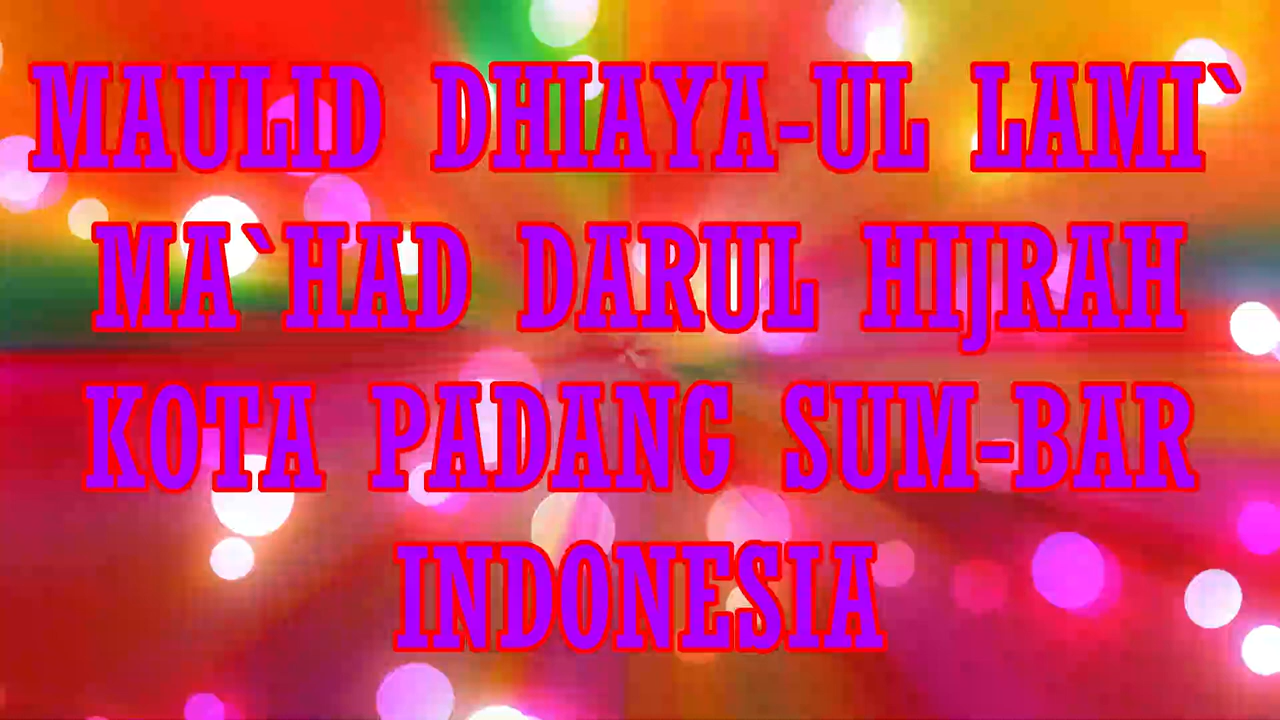 MAULID DHIAYA-UL LAMI`
MA`HAD DARUL HIJRAH
KOTA PADANG SUM-BAR
INDONESIA